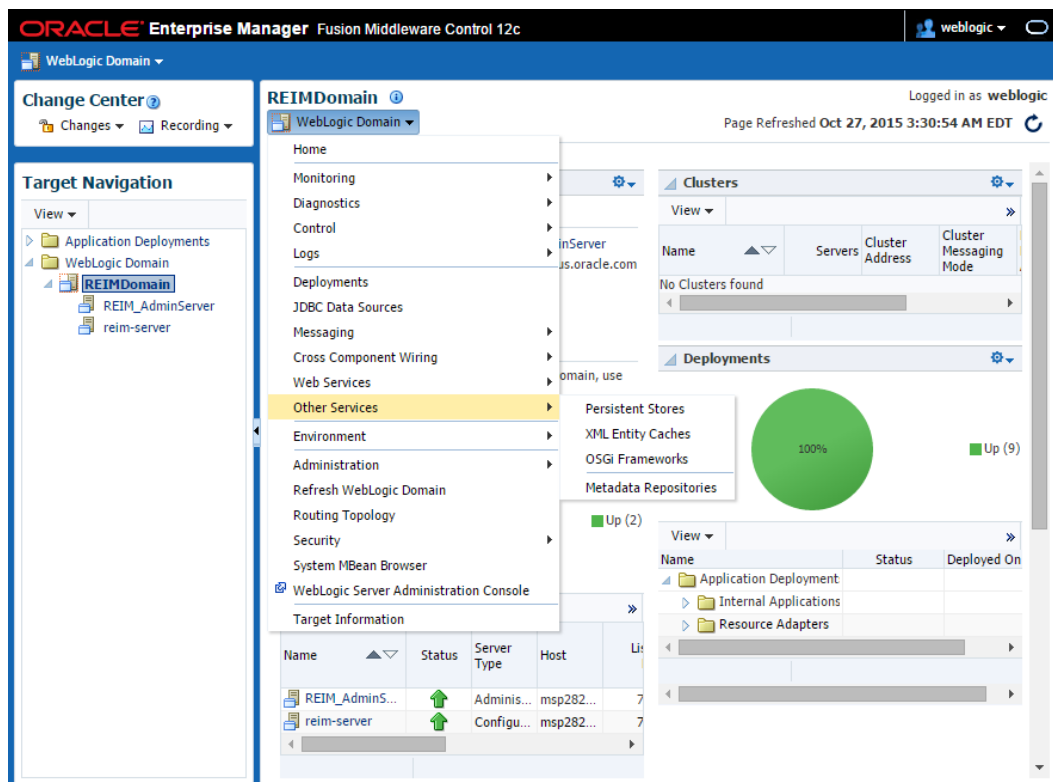 ORACLE Enterprise Manager Fusion Middleware Control 12c
weblogic
WebLogic Domain
Change Center
Changes
Recording
Target Navigation
View
Application Deployments
WebLogic Domain
REIMDomain
REIM_AdminServer
reim-server
REIMDomain
Logged in as weblogic
WebLogic Domain
Page Refreshed Oct 27, 2015 3:30:54 AM EDT
Home
Monitoring
Diagnostics
Control
Logs
Deployments
JDBC Data Sources
Messaging
Cross Component Wiring
Web Services
Other Services
Environment
Administration
Refresh WebLogic Domain
Routing Topology
Security
System MBean Browser
WebLogic Server Administration Console
Target Information
Persistent Stores
XML Entity Caches
OSGi Frameworks
Metadata Repositories
inServer
us.oracle.com
omain, use
Up (2)
Name
Status
Server Type
Host
REIM_AdminS...
Adminis...
msp282...
7
reim-server
Configu...
msp282...
7
Clusters
View
Name
Servers
Cluster Address
Cluster Messaging Mode
No Clusters found
Deployments
100%
Up (9)
View
Name
Status
Deployed On
Application Deployment
Internal Applications
Resource Adapters